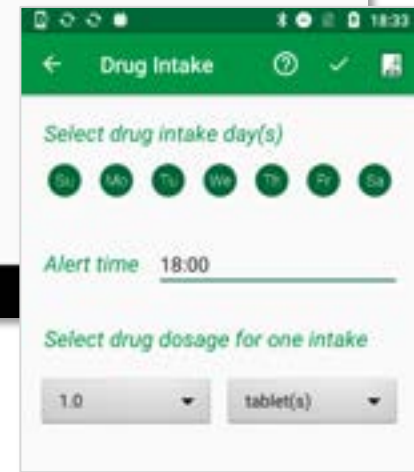 18:33
Drug Intake
Select drug intake day(s)
Su Mo Tu We Th Fr Sa
Alert time 18:00
Select drug dosage for one intake
1.0 tablet(s)